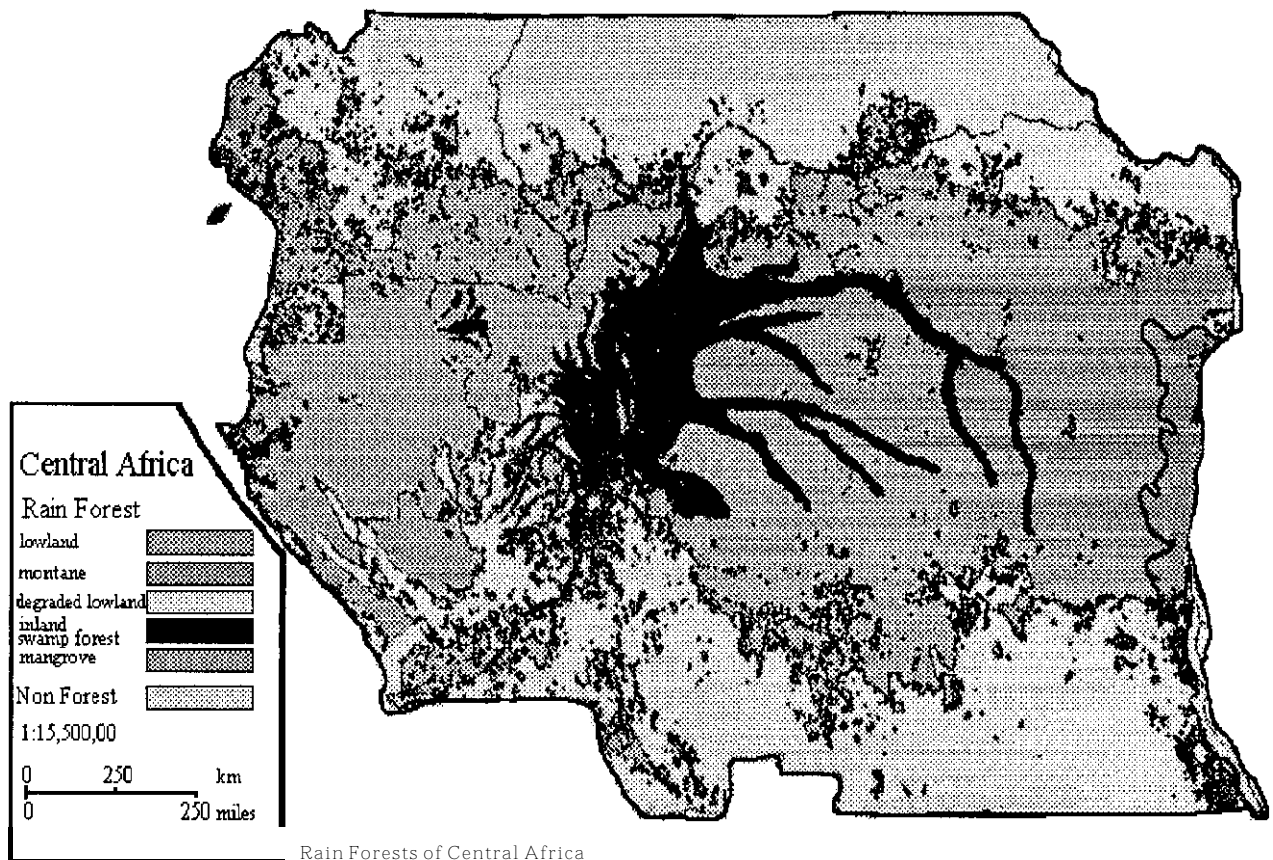 Central Africa
Rain Forest
lowland
montane
degraded lowland
inland
swamp forest
mangrove
Non Forest
1:15,500,00
0 250 km
0 250 miles
Rain Forests of Central Africa